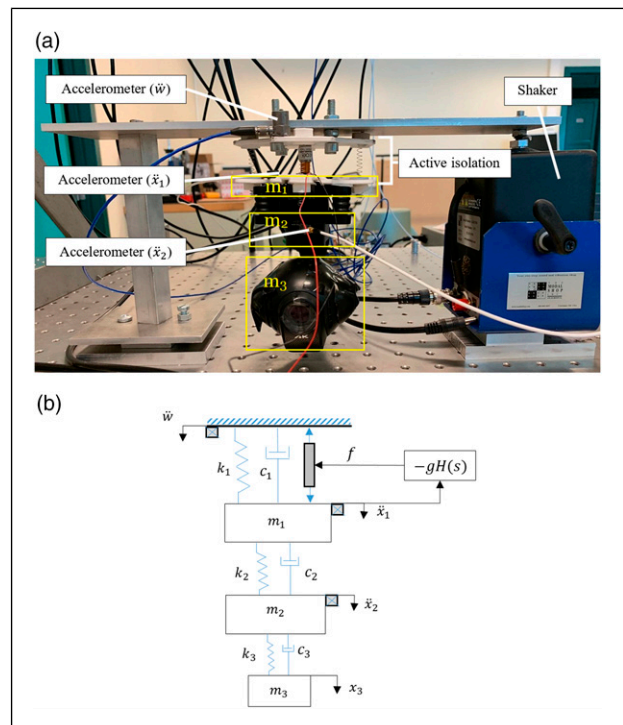 (a)
Accelerometer (ẅ)
Shaker
Accelerometer (ẍ₁)
Active isolation
m₁
Accelerometer (ẍ₂)
m₂
m₃
(b)
ẅ
k₁
c₁
f
−gH(s)
m₁
ẍ₁
k₂
c₂
m₂
ẍ₂
k₃
c₃
m₃
x₃